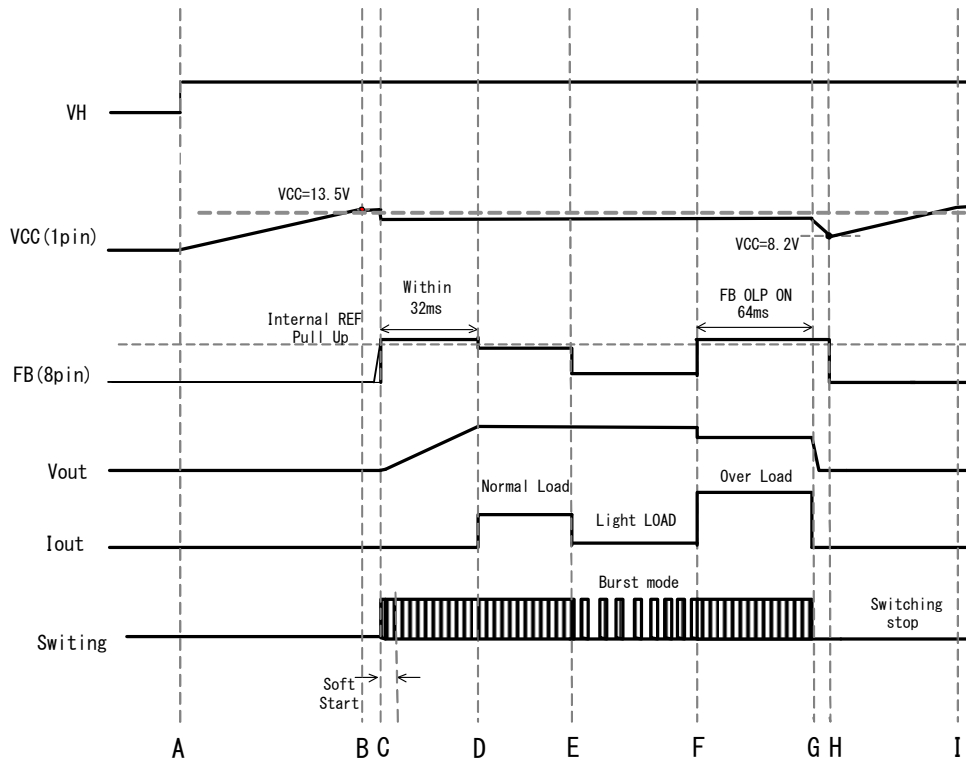 VH
VCC=13.5V
VCC(1pin)
VCC=8.2V
Within
32ms
FB OLP ON
64ms
Internal REF
Pull Up
FB(8pin)
Vout
Normal Load
Over Load
Light LOAD
Iout
Burst mode
Switching
stop
Switing
Soft
Start
A B C D E F G H I